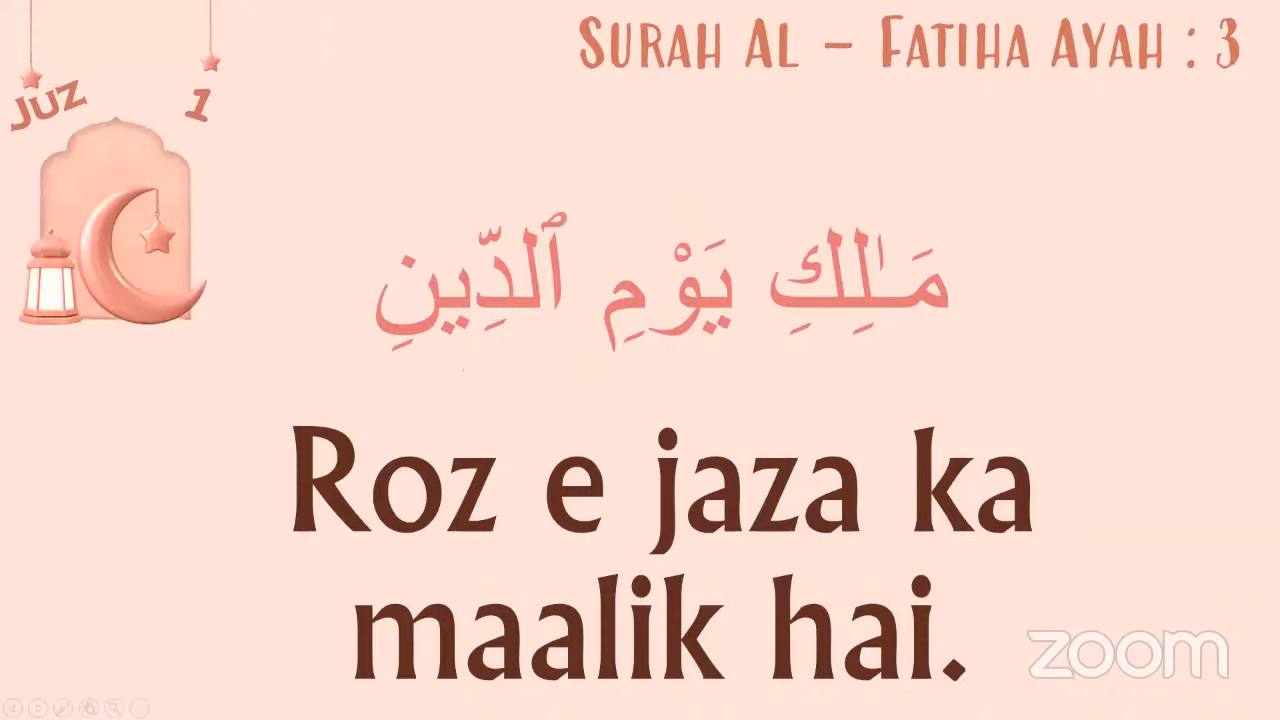 SURAH AL – FATIHA AYAH : 3
JUZ 1
مَـٰلِكِ يَوْمِ ٱلدِّينِ
Roz e jaza ka
maalik hai.
zoom